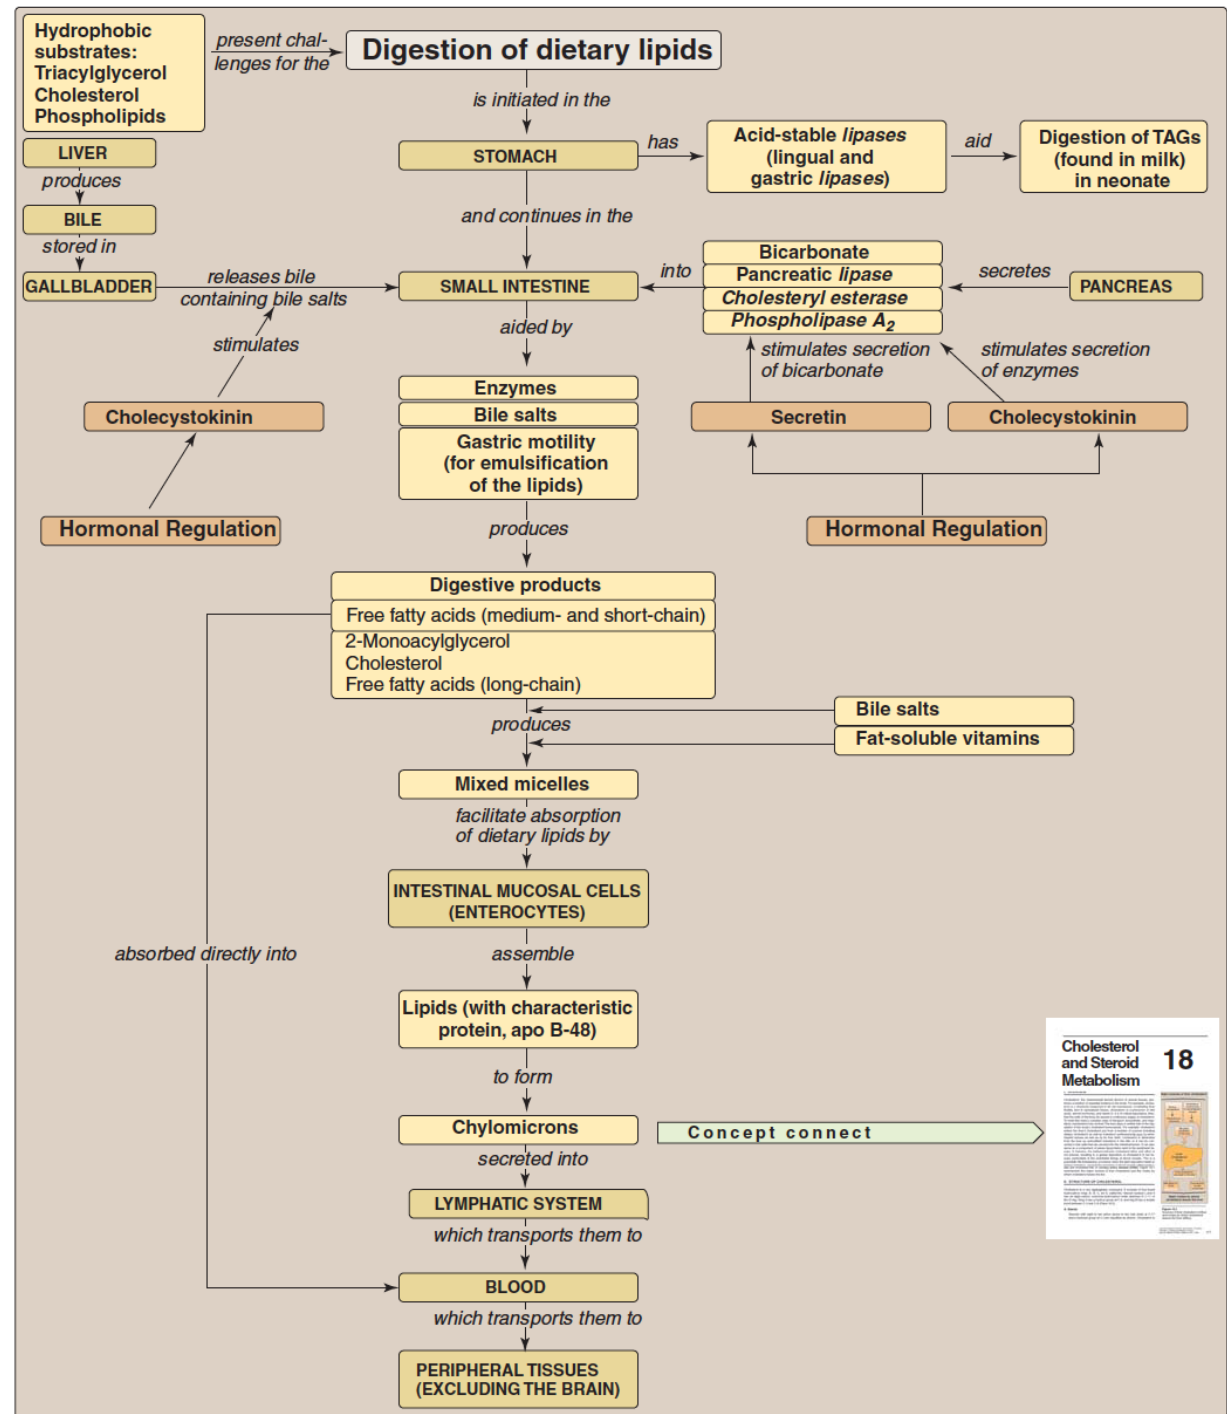 Hydrophobic
substrates:
Triacylglycerol
Cholesterol
Phospholipids
present chal-
lenges for the
Digestion of dietary lipids
is initiated in the
LIVER
produces
BILE
stored in
GALLBLADDER
releases bile
containing bile salts
stimulates
Cholecystokinin
Hormonal Regulation
STOMACH
has
Acid-stable lipases
(lingual and
gastric lipases)
aid
Digestion of TAGs
(found in milk)
in neonate
and continues in the
SMALL INTESTINE
into
Bicarbonate
Pancreatic lipase
Cholesteryl esterase
Phospholipase A₂
secretes
PANCREAS
stimulates secretion
of bicarbonate
stimulates secretion
of enzymes
Secretin
Cholecystokinin
Hormonal Regulation
aided by
Enzymes
Bile salts
Gastric motility
(for emulsification
of the lipids)
produces
Digestive products
Free fatty acids (medium- and short-chain)
2-Monoacylglycerol
Cholesterol
Free fatty acids (long-chain)
produces
Bile salts
Fat-soluble vitamins
Mixed micelles
facilitate absorption
of dietary lipids by
INTESTINAL MUCOSAL CELLS
(ENTEROCYTES)
absorbed directly into
assemble
Lipids (with characteristic
protein, apo B-48)
to form
Chylomicrons
Concept connect
Cholesterol
and Steroid
Metabolism
18
secreted into
LYMPHATIC SYSTEM
which transports them to
BLOOD
which transports them to
PERIPHERAL TISSUES
(EXCLUDING THE BRAIN)